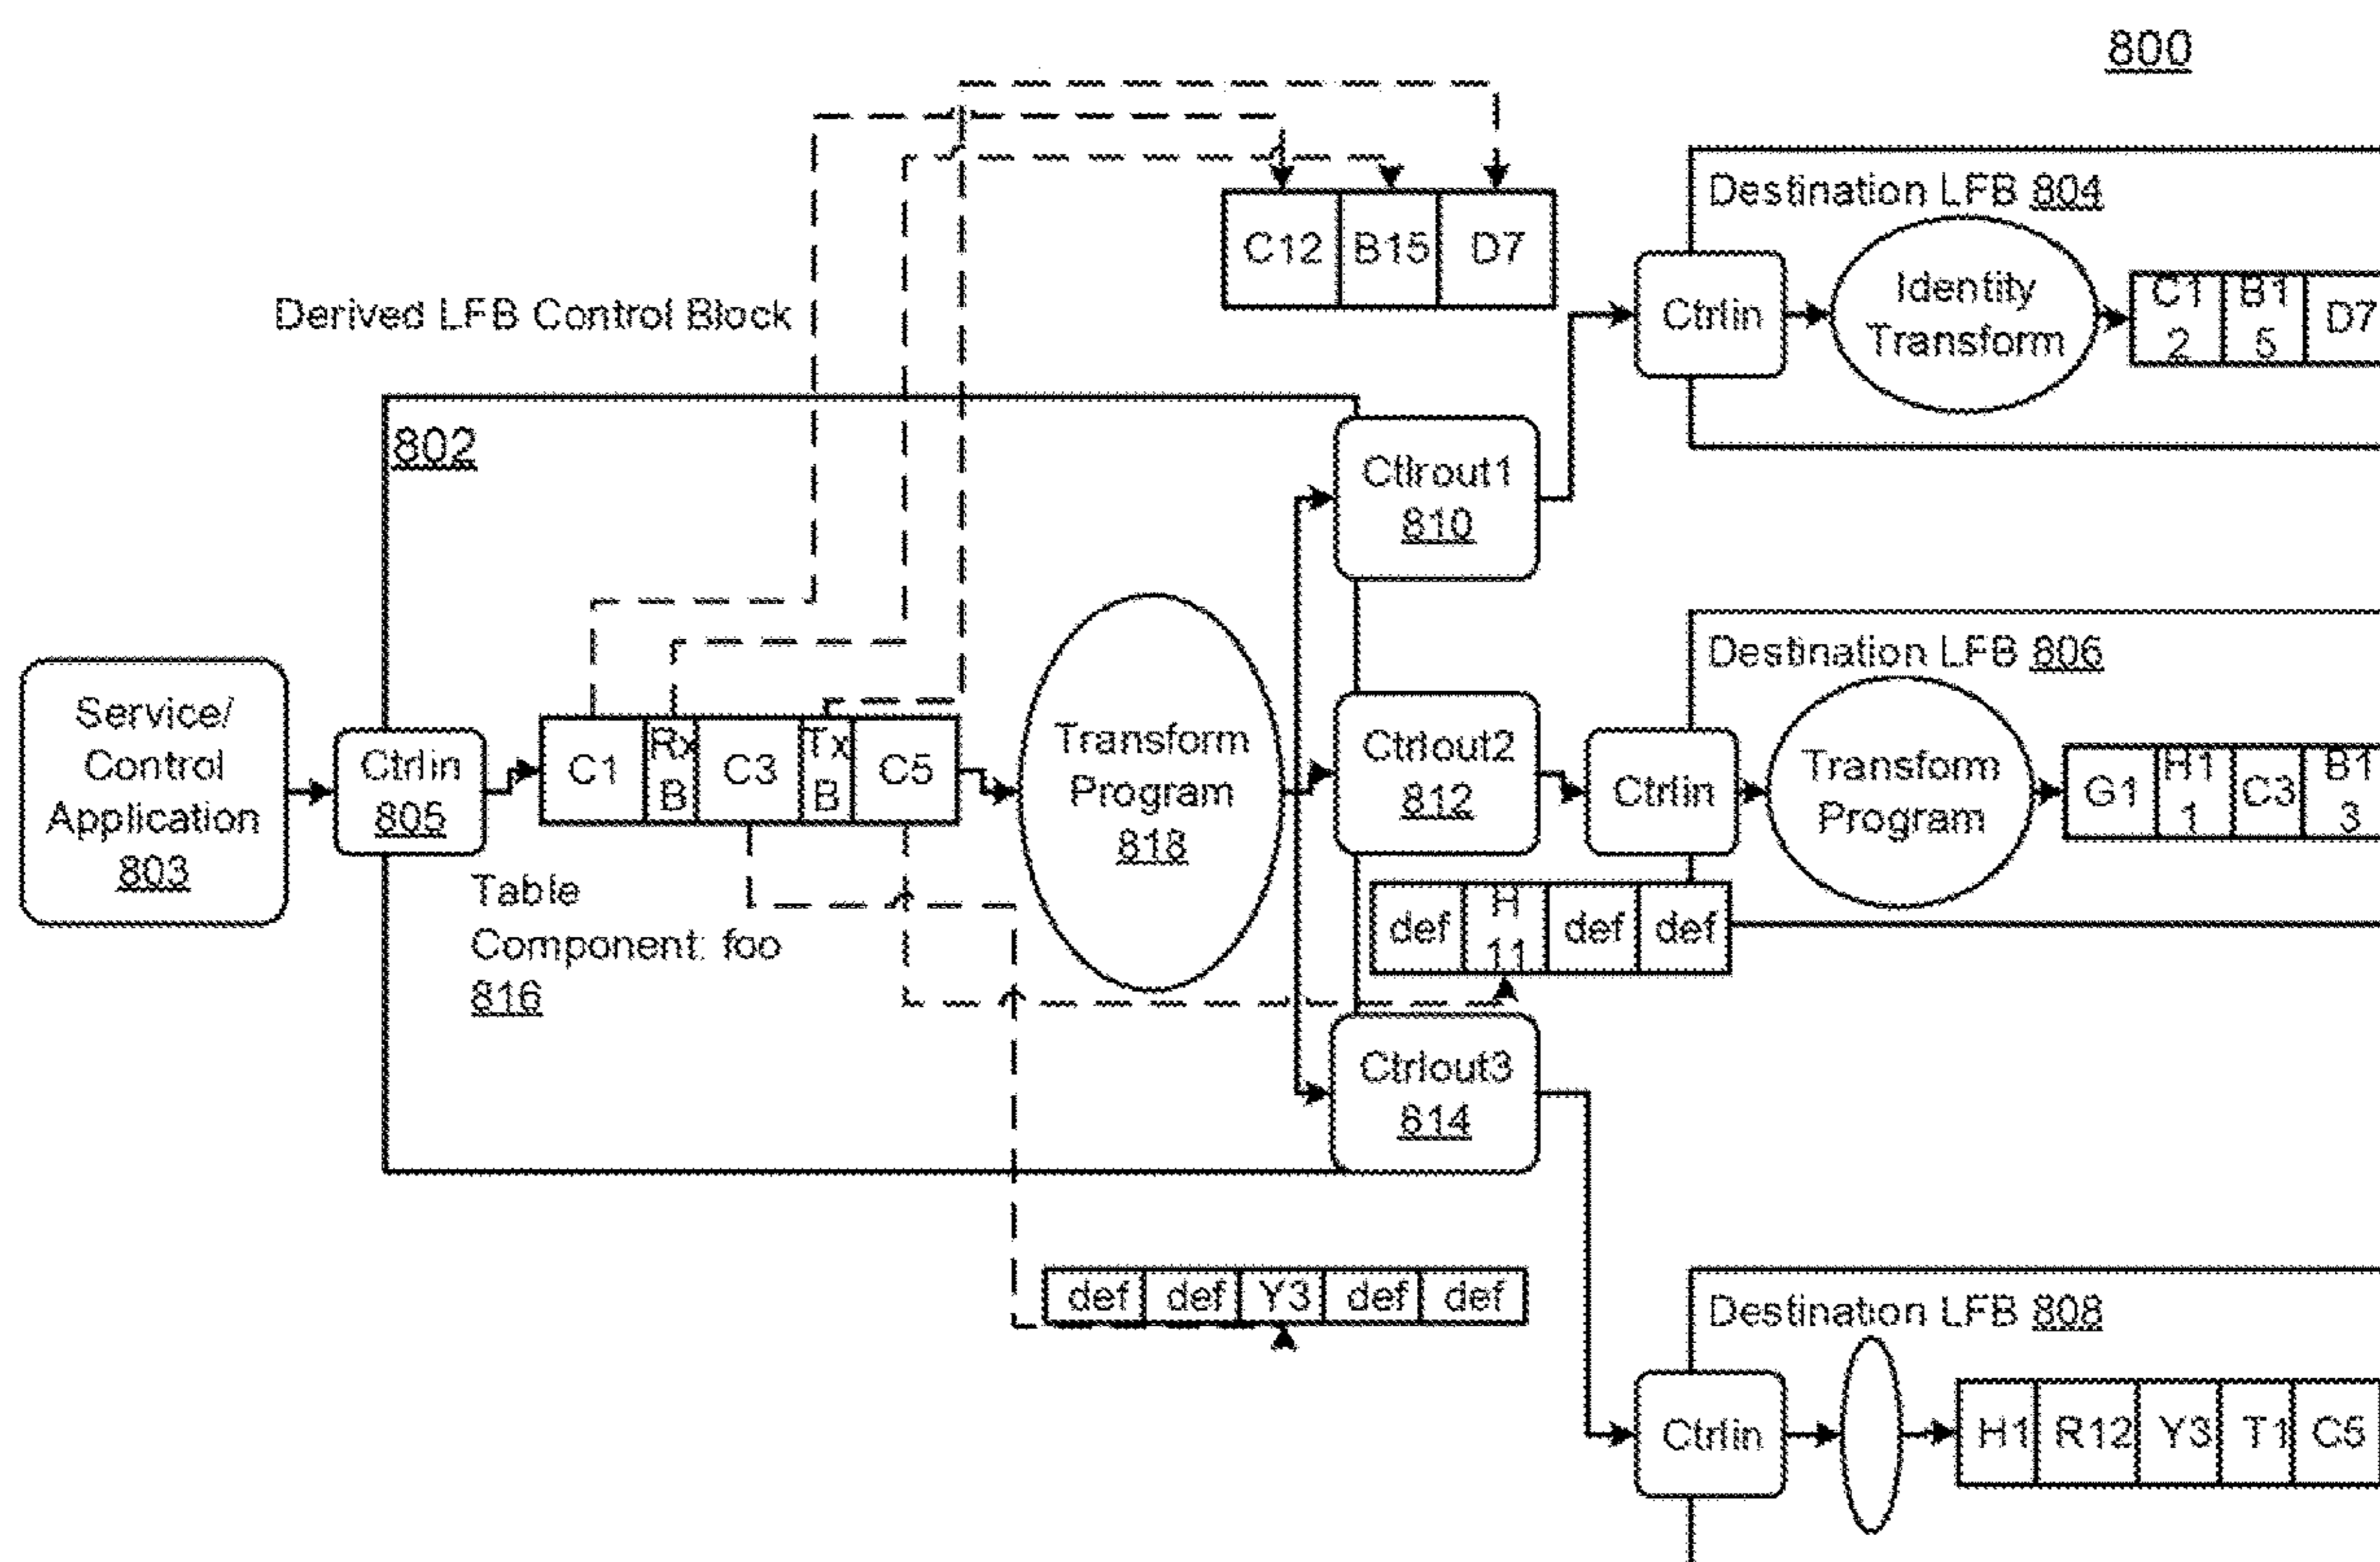 800
Destination LFB 804
C12 B15 D7
Ctrlin
Identity
Transform
C1
2
B1
5
D7
Derived LFB Control Block
802
Ctlrout1
810
Destination LFB 806
Service/
Control
Application
803
Ctrlin
805
C1
Rx
B
C3
Tx
B
C5
Transform
Program
818
Ctrlout2
812
Ctrlin
Transform
Program
G1
H1
1
C3
B1
3
Table
Component: foo
816
def
H
11
def
def
Ctrlout3
814
def def Y3 def def
Destination LFB 808
Ctrlin
H1 R12 Y3 T1 C5